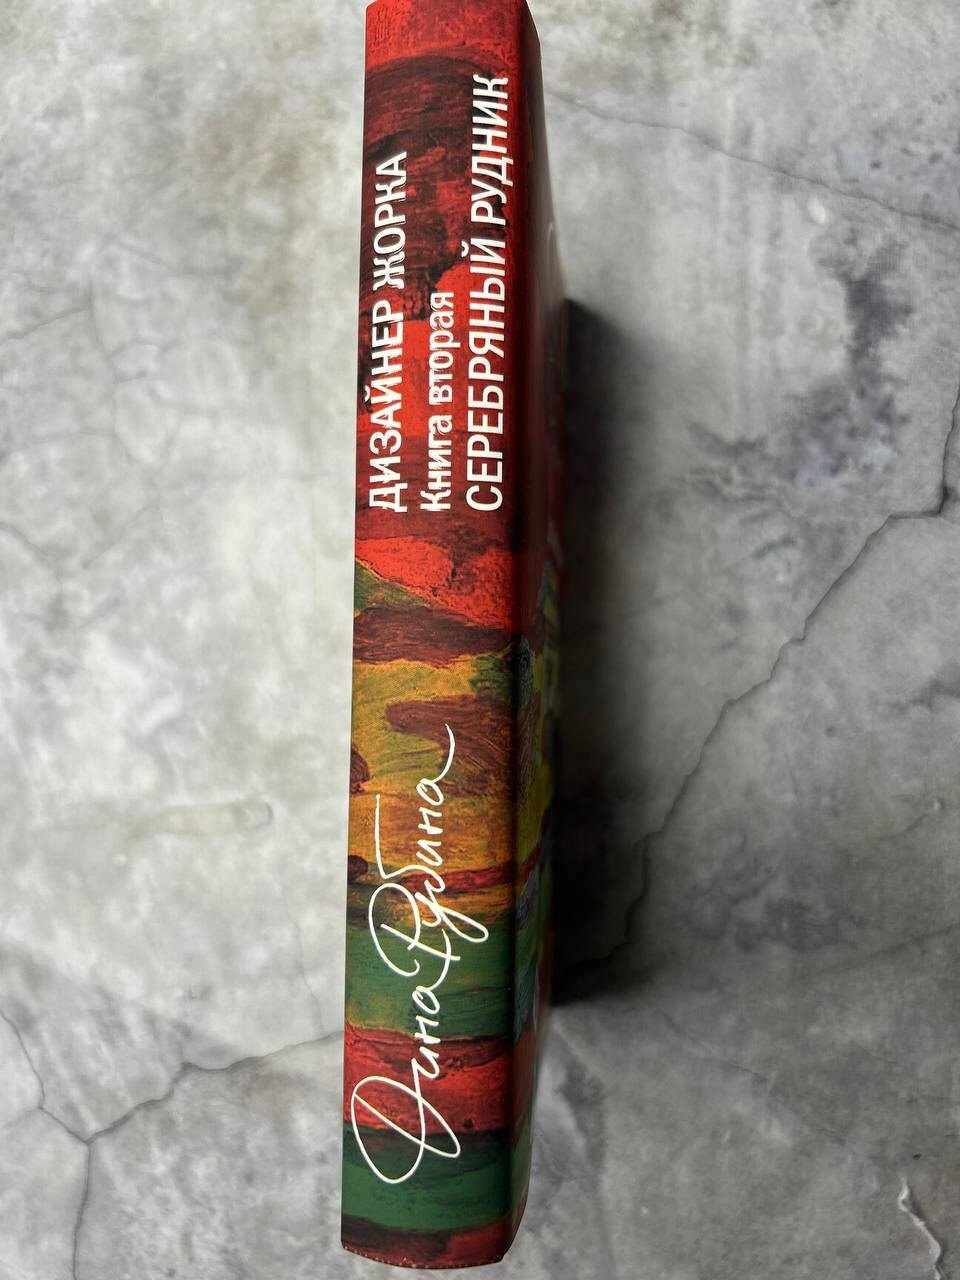 Дина Рубина
ДИЗАЙНЕР ЖОРКА
Книга вторая
СЕРЕБРЯНЫЙ РУДНИК